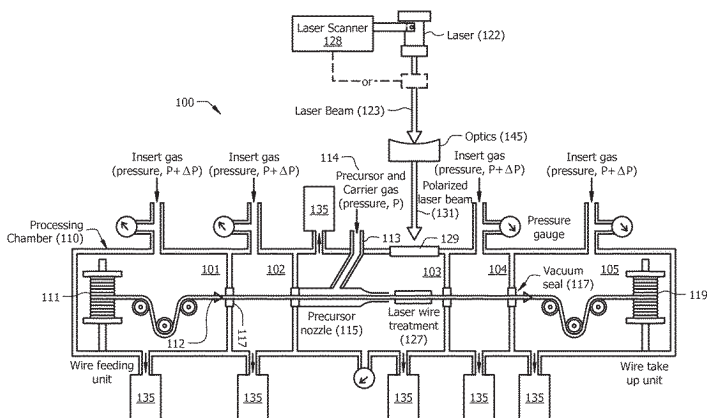 Laser Scanner
128
Laser (122)
or
Laser Beam (123)
100
Optics (145)
Insert gas
(pressure, P+ΔP)
Insert gas
(pressure, P+ΔP)
114
Precursor and
Carrier gas
(pressure, P)
Polarized
laser beam
(131)
Insert gas
(pressure, P+ΔP)
Insert gas
(pressure, P+ΔP)
135
Processing
Chamber (110)
113
129
Pressure
gauge
101
102
103
104
Vacuum
seal (117)
105
111
119
112
117
Precursor
nozzle (115)
Laser wire
treatment
(127)
Wire feeding
unit
Wire take
up unit
135
135
135
135
135